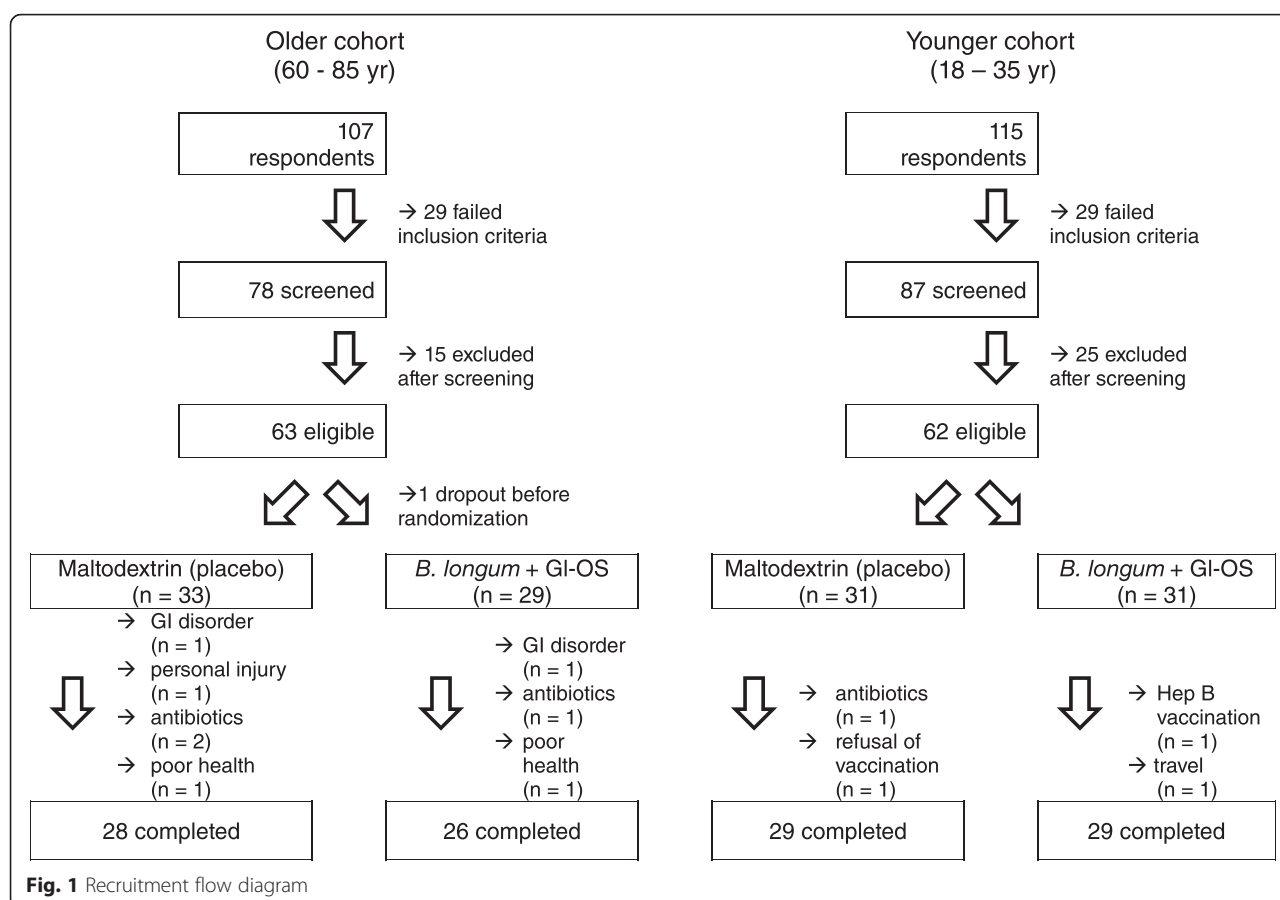 Older cohort
(60 - 85 yr)
107
respondents
→ 29 failed
inclusion criteria
78 screened
→ 15 excluded
after screening
63 eligible
→1 dropout before
randomization
Maltodextrin (placebo)
(n = 33)
→ GI disorder
(n = 1)
→ personal injury
(n = 1)
→ antibiotics
(n = 2)
→ poor health
(n = 1)
28 completed
B. longum + Gl-OS
(n = 29)
→ GI disorder
(n = 1)
→ antibiotics
(n = 1)
→ poor
health
(n = 1)
26 completed
Younger cohort
(18 – 35 yr)
115
respondents
→ 29 failed
inclusion criteria
87 screened
→ 25 excluded
after screening
62 eligible
Maltodextrin (placebo)
(n = 31)
→ antibiotics
(n = 1)
→ refusal of
vaccination
(n = 1)
29 completed
B. longum + Gl-OS
(n = 31)
→ Hep B
vaccination
(n = 1)
→ travel
(n = 1)
29 completed
Fig. 1 Recruitment flow diagram